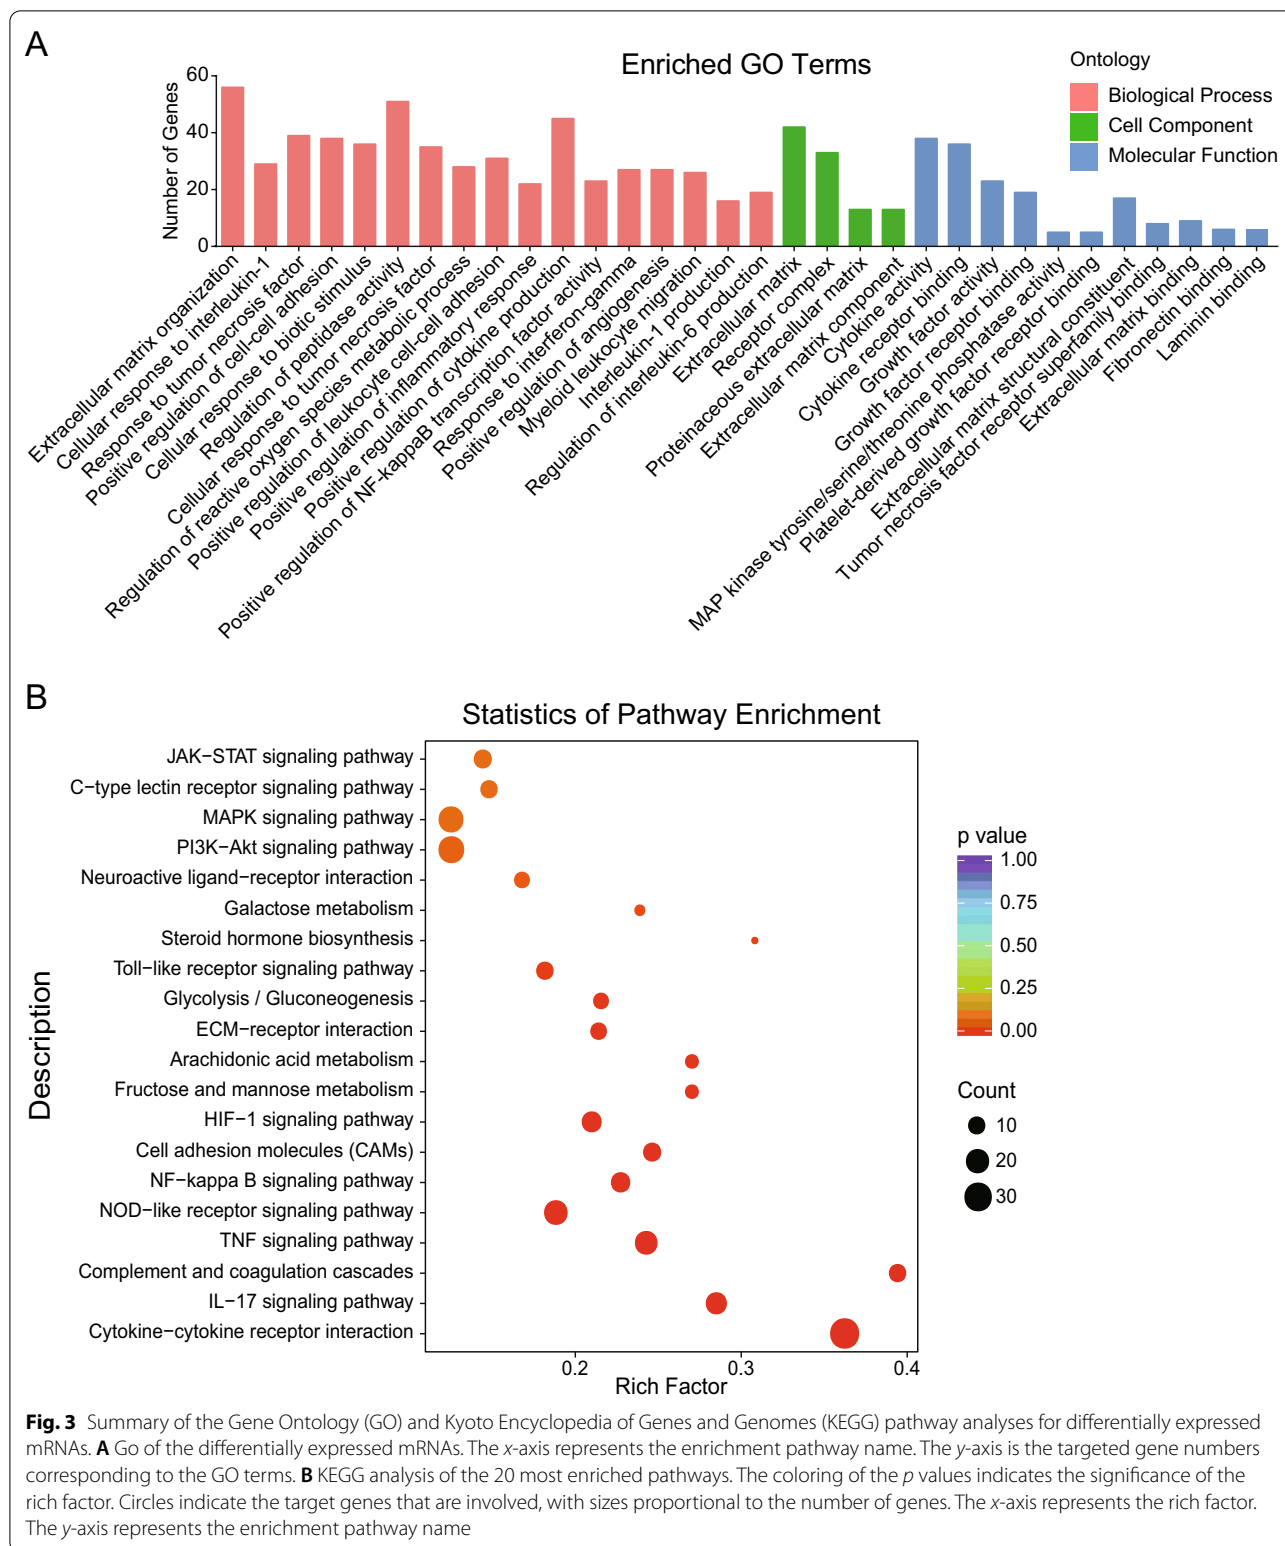 A
Enriched GO Terms
Ontology
Biological Process
Cell Component
Molecular Function
Number of Genes
60
40
20
0
Extracellular matrix organization
Cellular response to interleukin-1
Response to tumor necrosis factor
Positive regulation of cell-cell adhesion
Cellular response to biotic stimulus
Regulation of peptidase activity
Cellular response to tumor necrosis factor
Regulation of reactive oxygen species metabolic process
Positive regulation of leukocyte cell-cell adhesion
Positive regulation of inflammatory response
Positive regulation of cytokine production
Positive regulation of NF-kappaB transcription factor activity
Response to interferon-gamma
Positive regulation of angiogenesis
Myeloid leukocyte migration
Interleukin-1 production
Regulation of interleukin-6 production
Extracellular matrix
Receptor complex
Proteinaceous extracellular matrix
Extracellular matrix component
Cytokine activity
Cytokine receptor binding
Growth factor activity
Growth factor receptor binding
MAP kinase tyrosine/serine/threonine phosphatase activity
Platelet-derived growth factor receptor binding
Extracellular matrix structural constituent
Tumor necrosis factor receptor superfamily binding
Extracellular matrix binding
Fibronectin binding
Laminin binding
B
Statistics of Pathway Enrichment
Description
JAK−STAT signaling pathway
C−type lectin receptor signaling pathway
MAPK signaling pathway
PI3K−Akt signaling pathway
Neuroactive ligand−receptor interaction
Galactose metabolism
Steroid hormone biosynthesis
Toll−like receptor signaling pathway
Glycolysis / Gluconeogenesis
ECM−receptor interaction
Arachidonic acid metabolism
Fructose and mannose metabolism
HIF−1 signaling pathway
Cell adhesion molecules (CAMs)
NF−kappa B signaling pathway
NOD−like receptor signaling pathway
TNF signaling pathway
Complement and coagulation cascades
IL−17 signaling pathway
Cytokine−cytokine receptor interaction
0.2
0.3
0.4
Rich Factor
p value
1.00
0.75
0.50
0.25
0.00
Count
10
20
30
Fig. 3 Summary of the Gene Ontology (GO) and Kyoto Encyclopedia of Genes and Genomes (KEGG) pathway analyses for differentially expressed
mRNAs. A Go of the differentially expressed mRNAs. The x-axis represents the enrichment pathway name. The y-axis is the targeted gene numbers
corresponding to the GO terms. B KEGG analysis of the 20 most enriched pathways. The coloring of the p values indicates the significance of the
rich factor. Circles indicate the target genes that are involved, with sizes proportional to the number of genes. The x-axis represents the rich factor.
The y-axis represents the enrichment pathway name